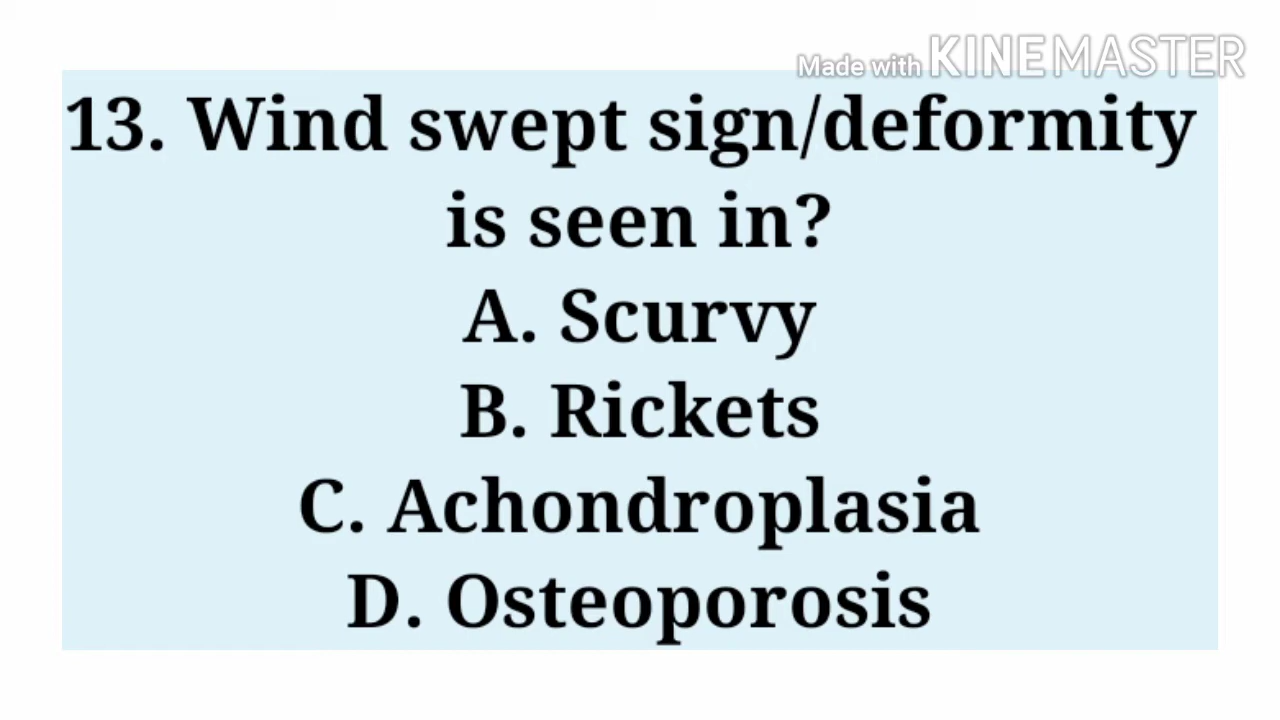 Made with KINEMASTER
13. Wind swept sign/deformity
is seen in?
A. Scurvy
B. Rickets
C. Achondroplasia
D. Osteoporosis